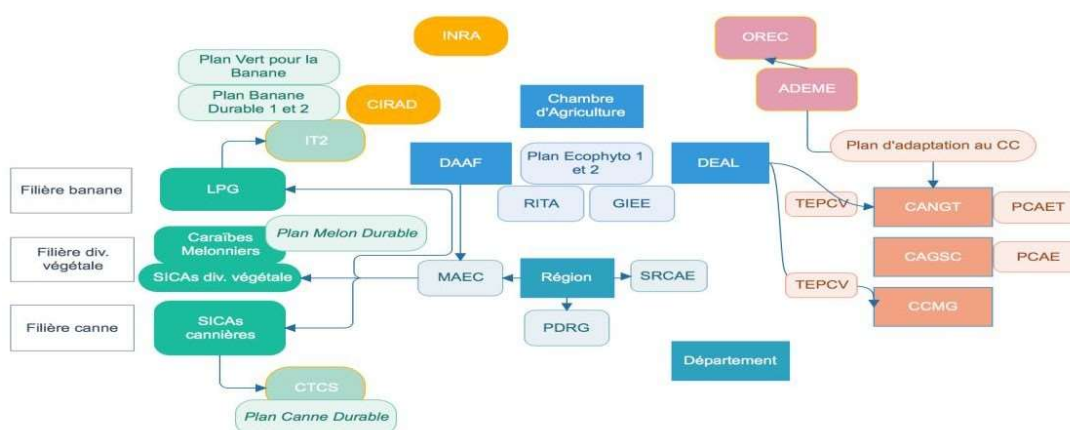 INRA
OREC
Plan Vert pour la
Banane
ADEME
Plan Banane
Durable 1 et 2
CIRAD
Chambre
d'Agriculture
IT2
Plan d'adaptation au CC
DAAF
Plan Ecophyto 1
et 2
DEAL
Filière banane
LPG
RITA
GIEE
TEPCV
CANGT
PCAET
Plan Melon Durable
Caraïbes
Melonniers
Filière div.
végétale
SICAs div. végétale
CAGSC
PCAE
MAEC
Région
SRCAE
TEPCV
CCMG
Filière canne
SICAs
cannières
PDRG
Département
CTCS
Plan Canne Durable